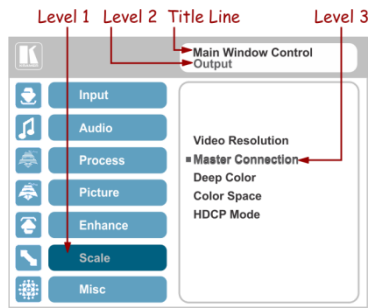 Level 1 Level 2 Title Line Level 3
K
Main Window Control
Output
Input
Audio
Process
Picture
Enhance
Scale
Misc
Video Resolution
Master Connection
Deep Color
Color Space
HDCP Mode